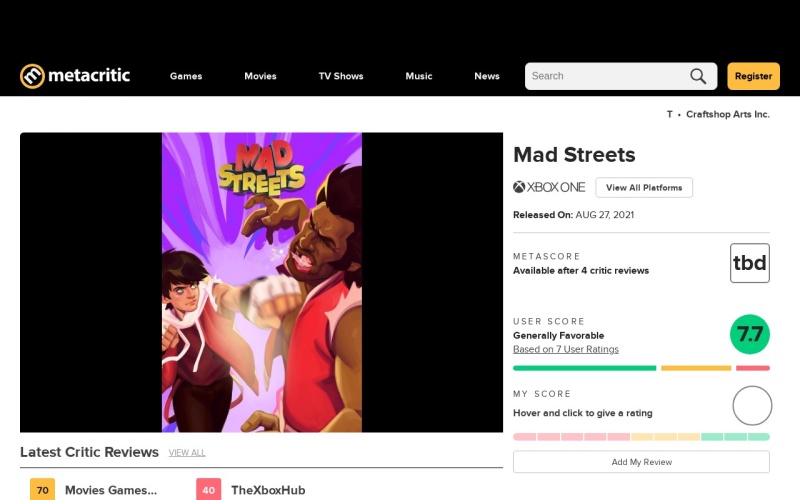 metacritic
Games
Movies
TV Shows
Music
News
Search
Register
T • Craftshop Arts Inc.
MAD
STREETS
Mad Streets
XBOX ONE
View All Platforms
Released On: AUG 27, 2021
METASCORE
Available after 4 critic reviews
tbd
USER SCORE
Generally Favorable
Based on 7 User Ratings
7.7
MY SCORE
Hover and click to give a rating
Add My Review
Latest Critic Reviews
VIEW ALL
70 Movies Games...
40 TheXboxHub